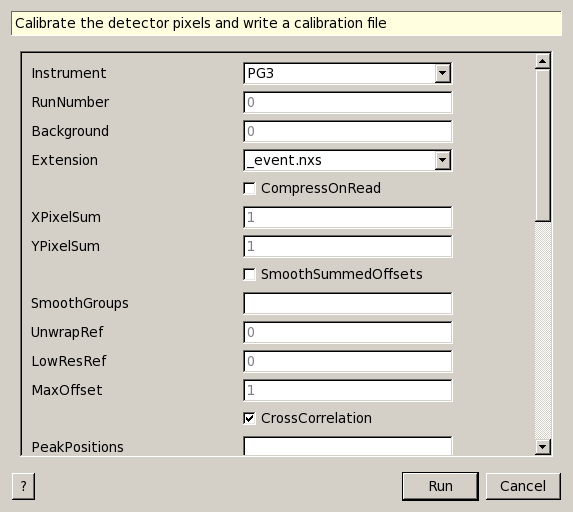 Calibrate the detector pixels and write a calibration file
Instrument PG3
RunNumber 0
Background 0
Extension _event.nxs
CompressOnRead
XPixelSum 1
YPixelSum 1
SmoothSummedOffsets
SmoothGroups
UnwrapRef 0
LowResRef 0
MaxOffset 1
CrossCorrelation
PeakPositions
? Run Cancel